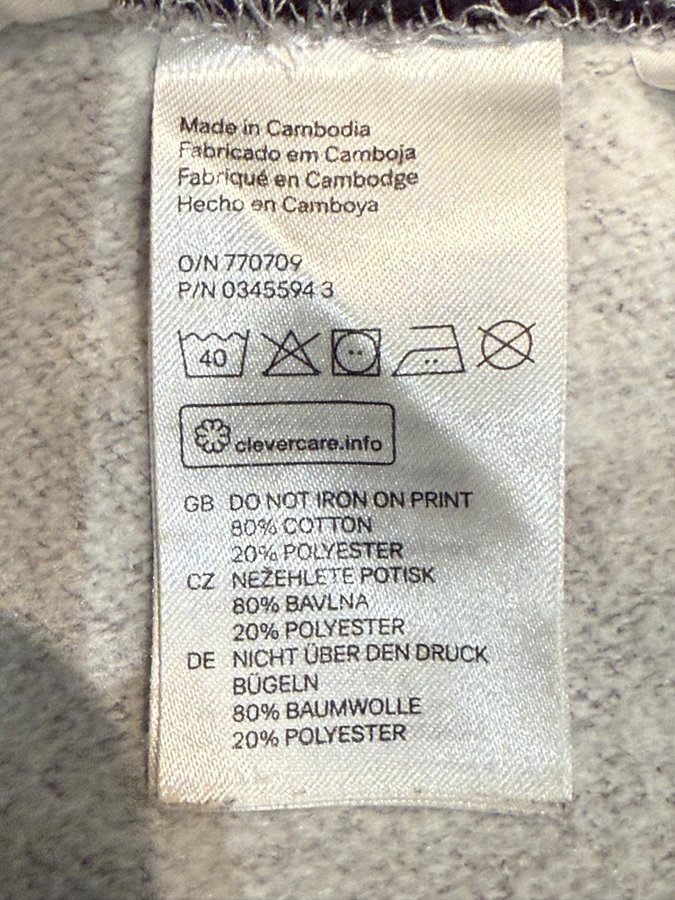 Made in Cambodia
Fabricado em Camboja
Fabriqué en Cambodge
Hecho en Camboya
O/N 770709
P/N 0345594 3
40
clevercare.info
GB DO NOT IRON ON PRINT
80% COTTON
20% POLYESTER
CZ NEŽEHLETE POTISK
80% BAVLNA
20% POLYESTER
DE NICHT ÜBER DEN DRUCK
BÜGELN
80% BAUMWOLLE
20% POLYESTER